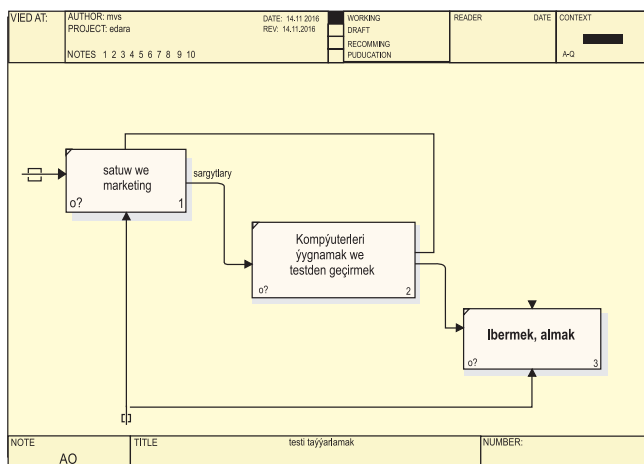 VIED AT:
AUTHOR: mvs
PROJECT: edara
NOTES 1 2 3 4 5 6 7 8 9 10
DATE: 14.11 2016
REV: 14.11.2016
WORKING
DRAFT
RECOMMING
PUDUCATION
READER DATE
CONTEXT
A-Q
satuw we
marketing
o? 1
sargytlary
Kompýuterleri
ýygnamak we
testden geçirmek
o? 2
Ibermek, almak
o? 3
NOTE
AO
TITLE
testi taýýarlamak
NUMBER: